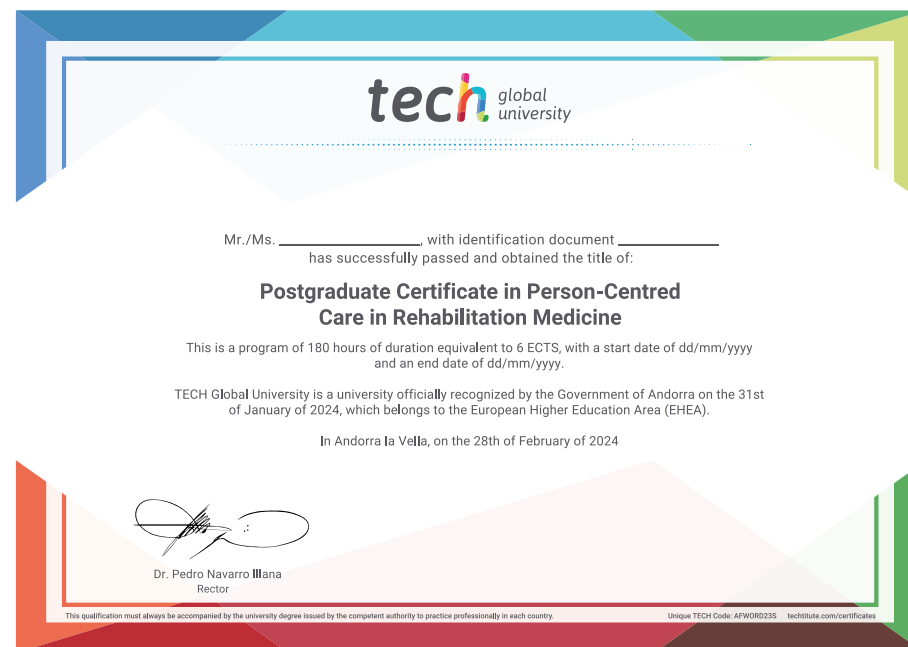 tech global
university
Mr./Ms. ____________________, with identification document ______________
has successfully passed and obtained the title of:
Postgraduate Certificate in Person-Centred
Care in Rehabilitation Medicine
This is a program of 180 hours of duration equivalent to 6 ECTS, with a start date of dd/mm/yyyy
and an end date of dd/mm/yyyy.
TECH Global University is a university officially recognized by the Government of Andorra on the 31st
of January of 2024, which belongs to the European Higher Education Area (EHEA).
In Andorra la Vella, on the 28th of February of 2024
Dr. Pedro Navarro Illana
Rector
This qualification must always be accompanied by the university degree issued by the competent authority to practice professionally in each country.
Unique TECH Code: AFWORD23S techtitute.com/certificates